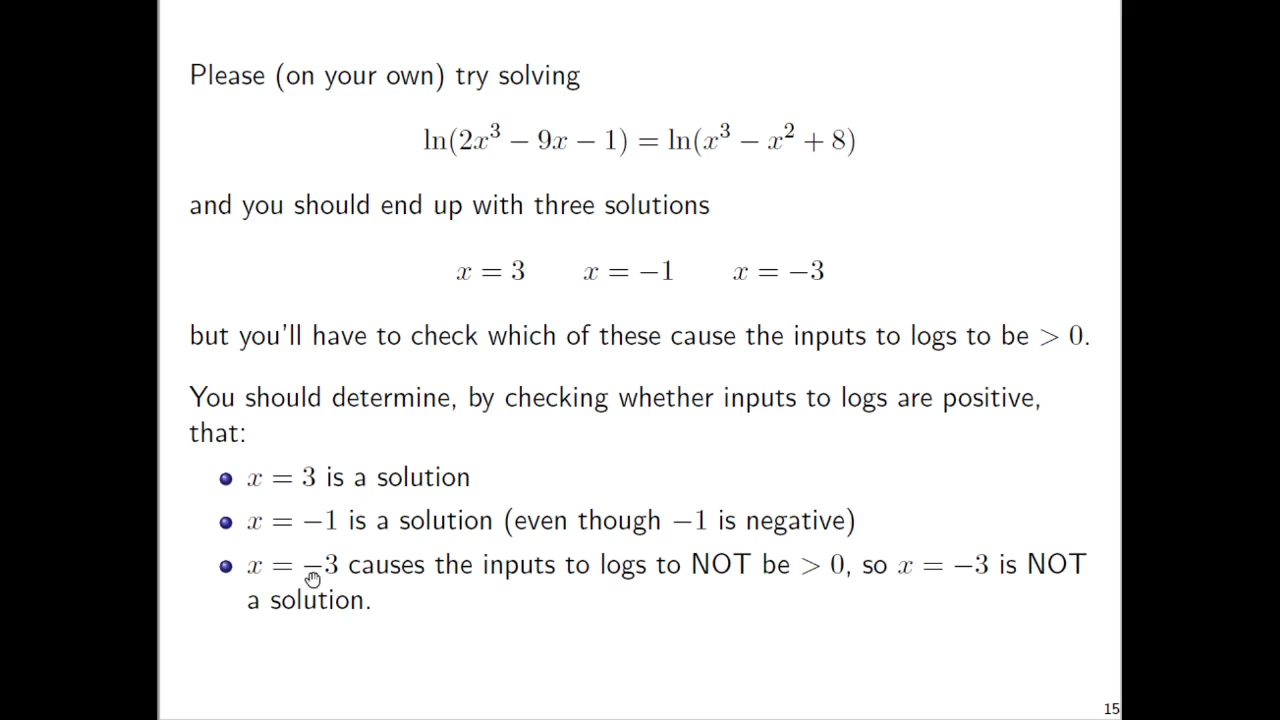 Please (on your own) try solving
ln(2x³ − 9x − 1) = ln(x³ − x² + 8)
and you should end up with three solutions
x = 3 x = −1 x = −3
but you'll have to check which of these cause the inputs to logs to be > 0.
You should determine, by checking whether inputs to logs are positive,
that:
x = 3 is a solution
x = −1 is a solution (even though −1 is negative)
x = −3 causes the inputs to logs to NOT be > 0, so x = −3 is NOT
a solution.
15